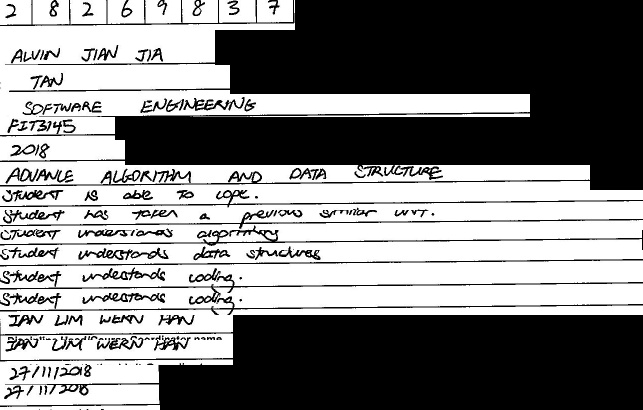 2 8 2 6 9 8 3 7
ALVIN JIAN JIA
TAN
SOFTWARE ENGINEERING
FIT3145
2018
ADVANCE ALGORITHM AND DATA STRUCTURE
Student is able to cope.
Student has taken a previous similar unit.
Student understands algorithms
Student understands data structures
Student understands coding.
Student understands coding.
IAN LIM WERN HAN
IAN LIM WERN HAN
27/11/2018
27/11/2018